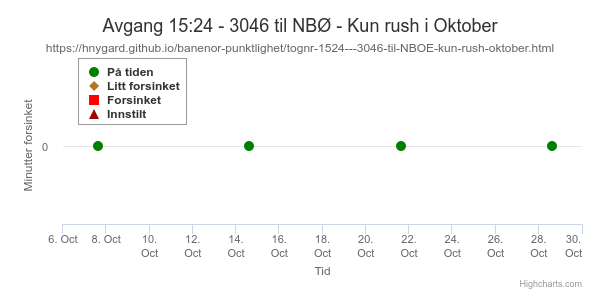 Avgang 15:24 - 3046 til NBØ - Kun rush i Oktober
https://hnygard.github.io/banenor-punktlighet/tognr-1524---3046-til-NBOE-kun-rush-oktober.html
På tiden
Litt forsinket
Forsinket
Innstilt
Minutter forsinket
0
6. Oct 8. Oct 10. Oct 12. Oct 14. Oct 16. Oct 18. Oct 20. Oct 22. Oct 24. Oct 26. Oct 28. Oct 30. Oct
Tid
Highcharts.com